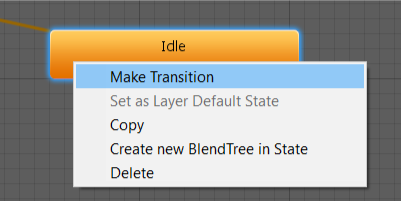 Idle
Make Transition
Set as Layer Default State
Copy
Create new BlendTree in State
Delete